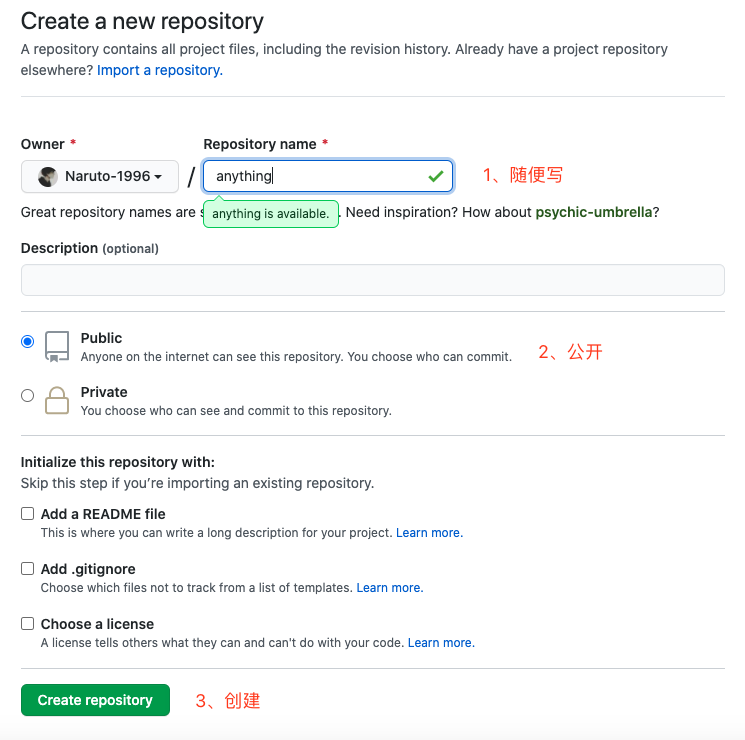 Create a new repository
A repository contains all project files, including the revision history. Already have a project repository
elsewhere? Import a repository.
Owner * Repository name *
Naruto-1996 / anything 1、随便写
Great repository names are s . Need inspiration? How about psychic-umbrella?
anything is available.
Description (optional)
Public
Anyone on the internet can see this repository. You choose who can commit. 2、公开
Private
You choose who can see and commit to this repository.
Initialize this repository with:
Skip this step if you’re importing an existing repository.
Add a README file
This is where you can write a long description for your project. Learn more.
Add .gitignore
Choose which files not to track from a list of templates. Learn more.
Choose a license
A license tells others what they can and can't do with your code. Learn more.
Create repository 3、创建